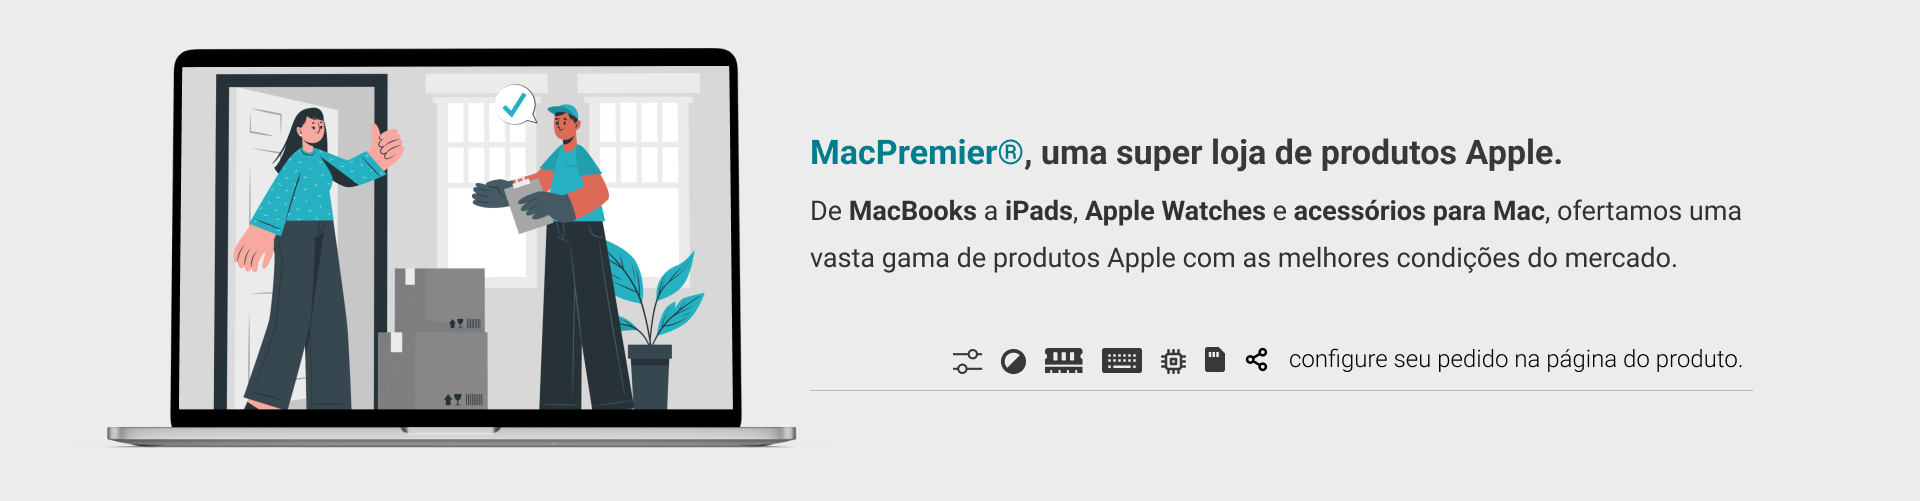 MacPremier®, uma super loja de produtos Apple.
De MacBooks a iPads, Apple Watches e acessórios para Mac, ofertamos uma
vasta gama de produtos Apple com as melhores condições do mercado.
configure seu pedido na página do produto.